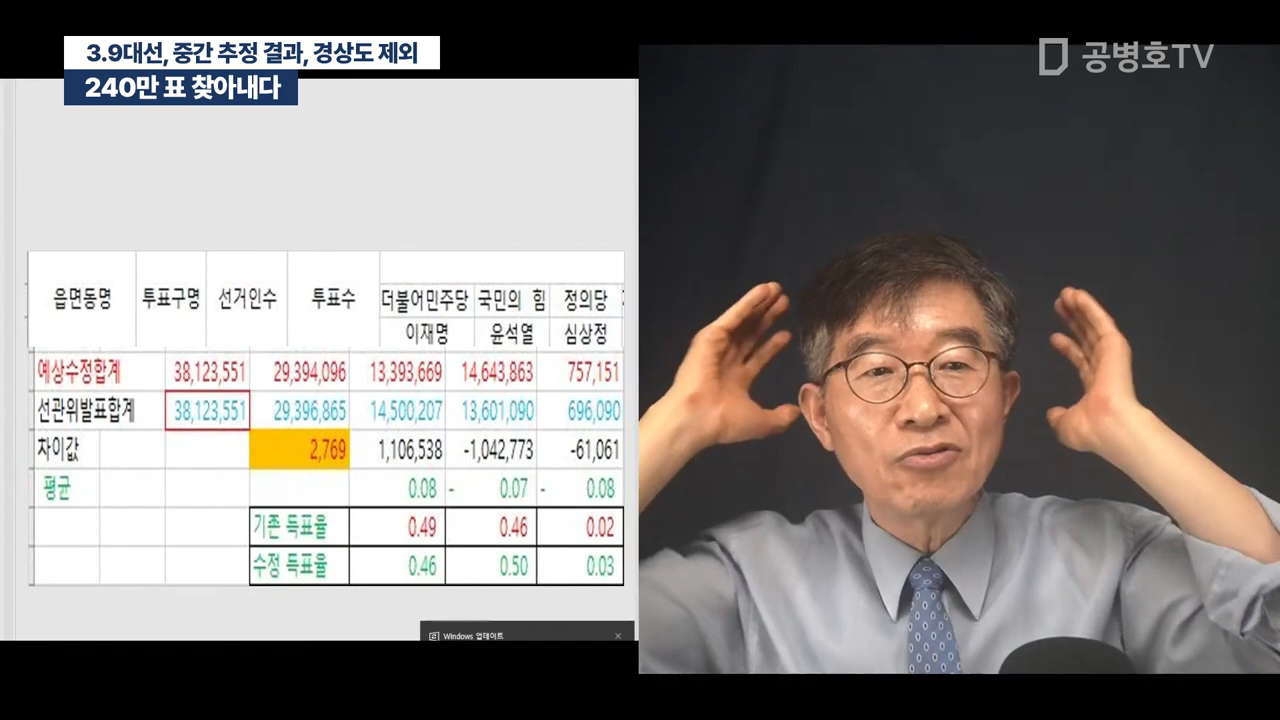 3.9대선, 중간 추정 결과, 경상도 제외
240만 표 찾아내다
공병호TV
읍면동명 투표구명 선거인수 투표수 더불어민주당 국민의 힘 정의당
이재명 윤석열 심상정
예상수정합계 38,123,551 29,394,096 13,393,669 14,643,863 757,151
선관위발표합계 38,123,551 29,396,865 14,500,207 13,601,090 696,090
차이값 2,769 1,106,538 -1,042,773 -61,061
평균 0.08 - 0.07 - 0.08
기존 득표율 0.49 0.46 0.02
수정 득표율 0.46 0.50 0.03
Windows 업데이트